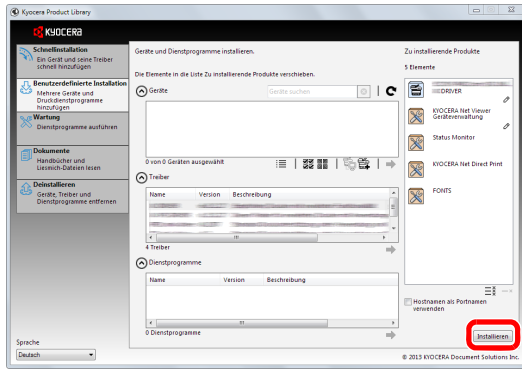 Kyocera Product Library
KYOCERA
Schnellinstallation
Ein Gerät und seine Treiber
schnell hinzufügen
Benutzerdefinierte Installation
Mehrere Geräte und
Druckdienstprogramme
hinzufügen
Wartung
Dienstprogramme ausführen
Dokumente
Handbücher und
Liesmich-Dateien lesen
Deinstallieren
Geräte, Treiber und
Dienstprogramme entfernen
Sprache
Deutsch
Geräte und Dienstprogramme installieren.
Die Elemente in die Liste Zu installierende Produkte verschieben.
Geräte
Geräte suchen
0 von 0 Geräten ausgewählt
Treiber
Name Version Beschreibung
4 Treiber
Dienstprogramme
Name Version Beschreibung
0 Dienstprogramme
Zu installierende Produkte
5 Elemente
DRIVER
KYOCERA Net Viewer
Geräteverwaltung
Status Monitor
KYOCERA Net Direct Print
FONTS
Hostnamen als Portnamen
verwenden
Installieren
© 2013 KYOCERA Document Solutions Inc.